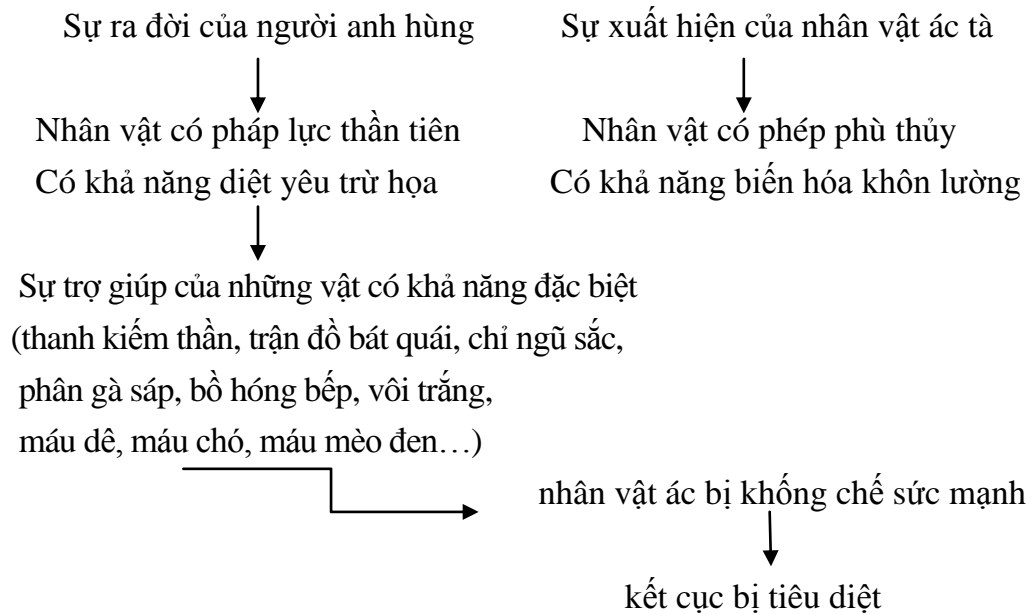 Sự ra đời của người anh hùng
Sự xuất hiện của nhân vật ác tà
Nhân vật có pháp lực thần tiên
Có khả năng diệt yêu trừ họa
Nhân vật có phép phù thủy
Có khả năng biến hóa khôn lường
Sự trợ giúp của những vật có khả năng đặc biệt
(thanh kiếm thần, trận đồ bát quái, chỉ ngũ sắc,
phân gà sáp, bồ hóng bếp, vôi trắng,
máu dê, máu chó, máu mèo đen…)
nhân vật ác bị khống chế sức mạnh
kết cục bị tiêu diệt